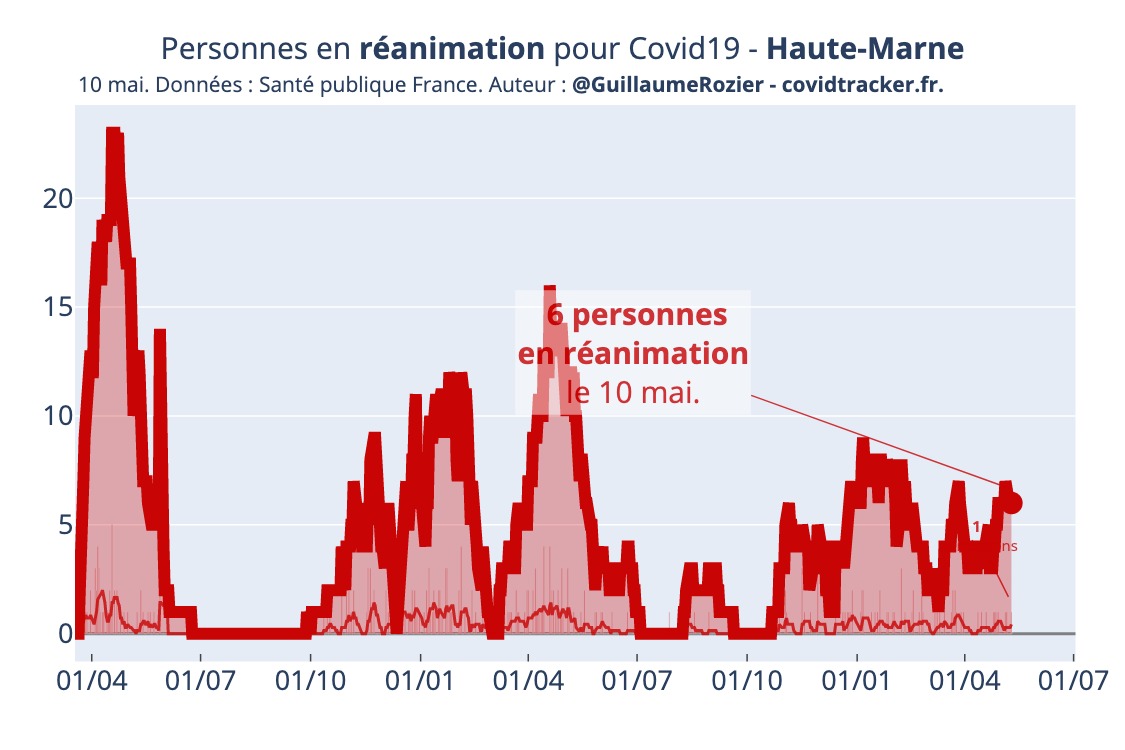 Personnes en réanimation pour Covid19 - Haute-Marne
10 mai. Données : Santé publique France. Auteur : @GuillaumeRozier - covidtracker.fr.
20
15
10
5
0
6 personnes
en réanimation
le 10 mai.
1
01/04 01/07 01/10 01/01 01/04 01/07 01/10 01/01 01/04 01/07